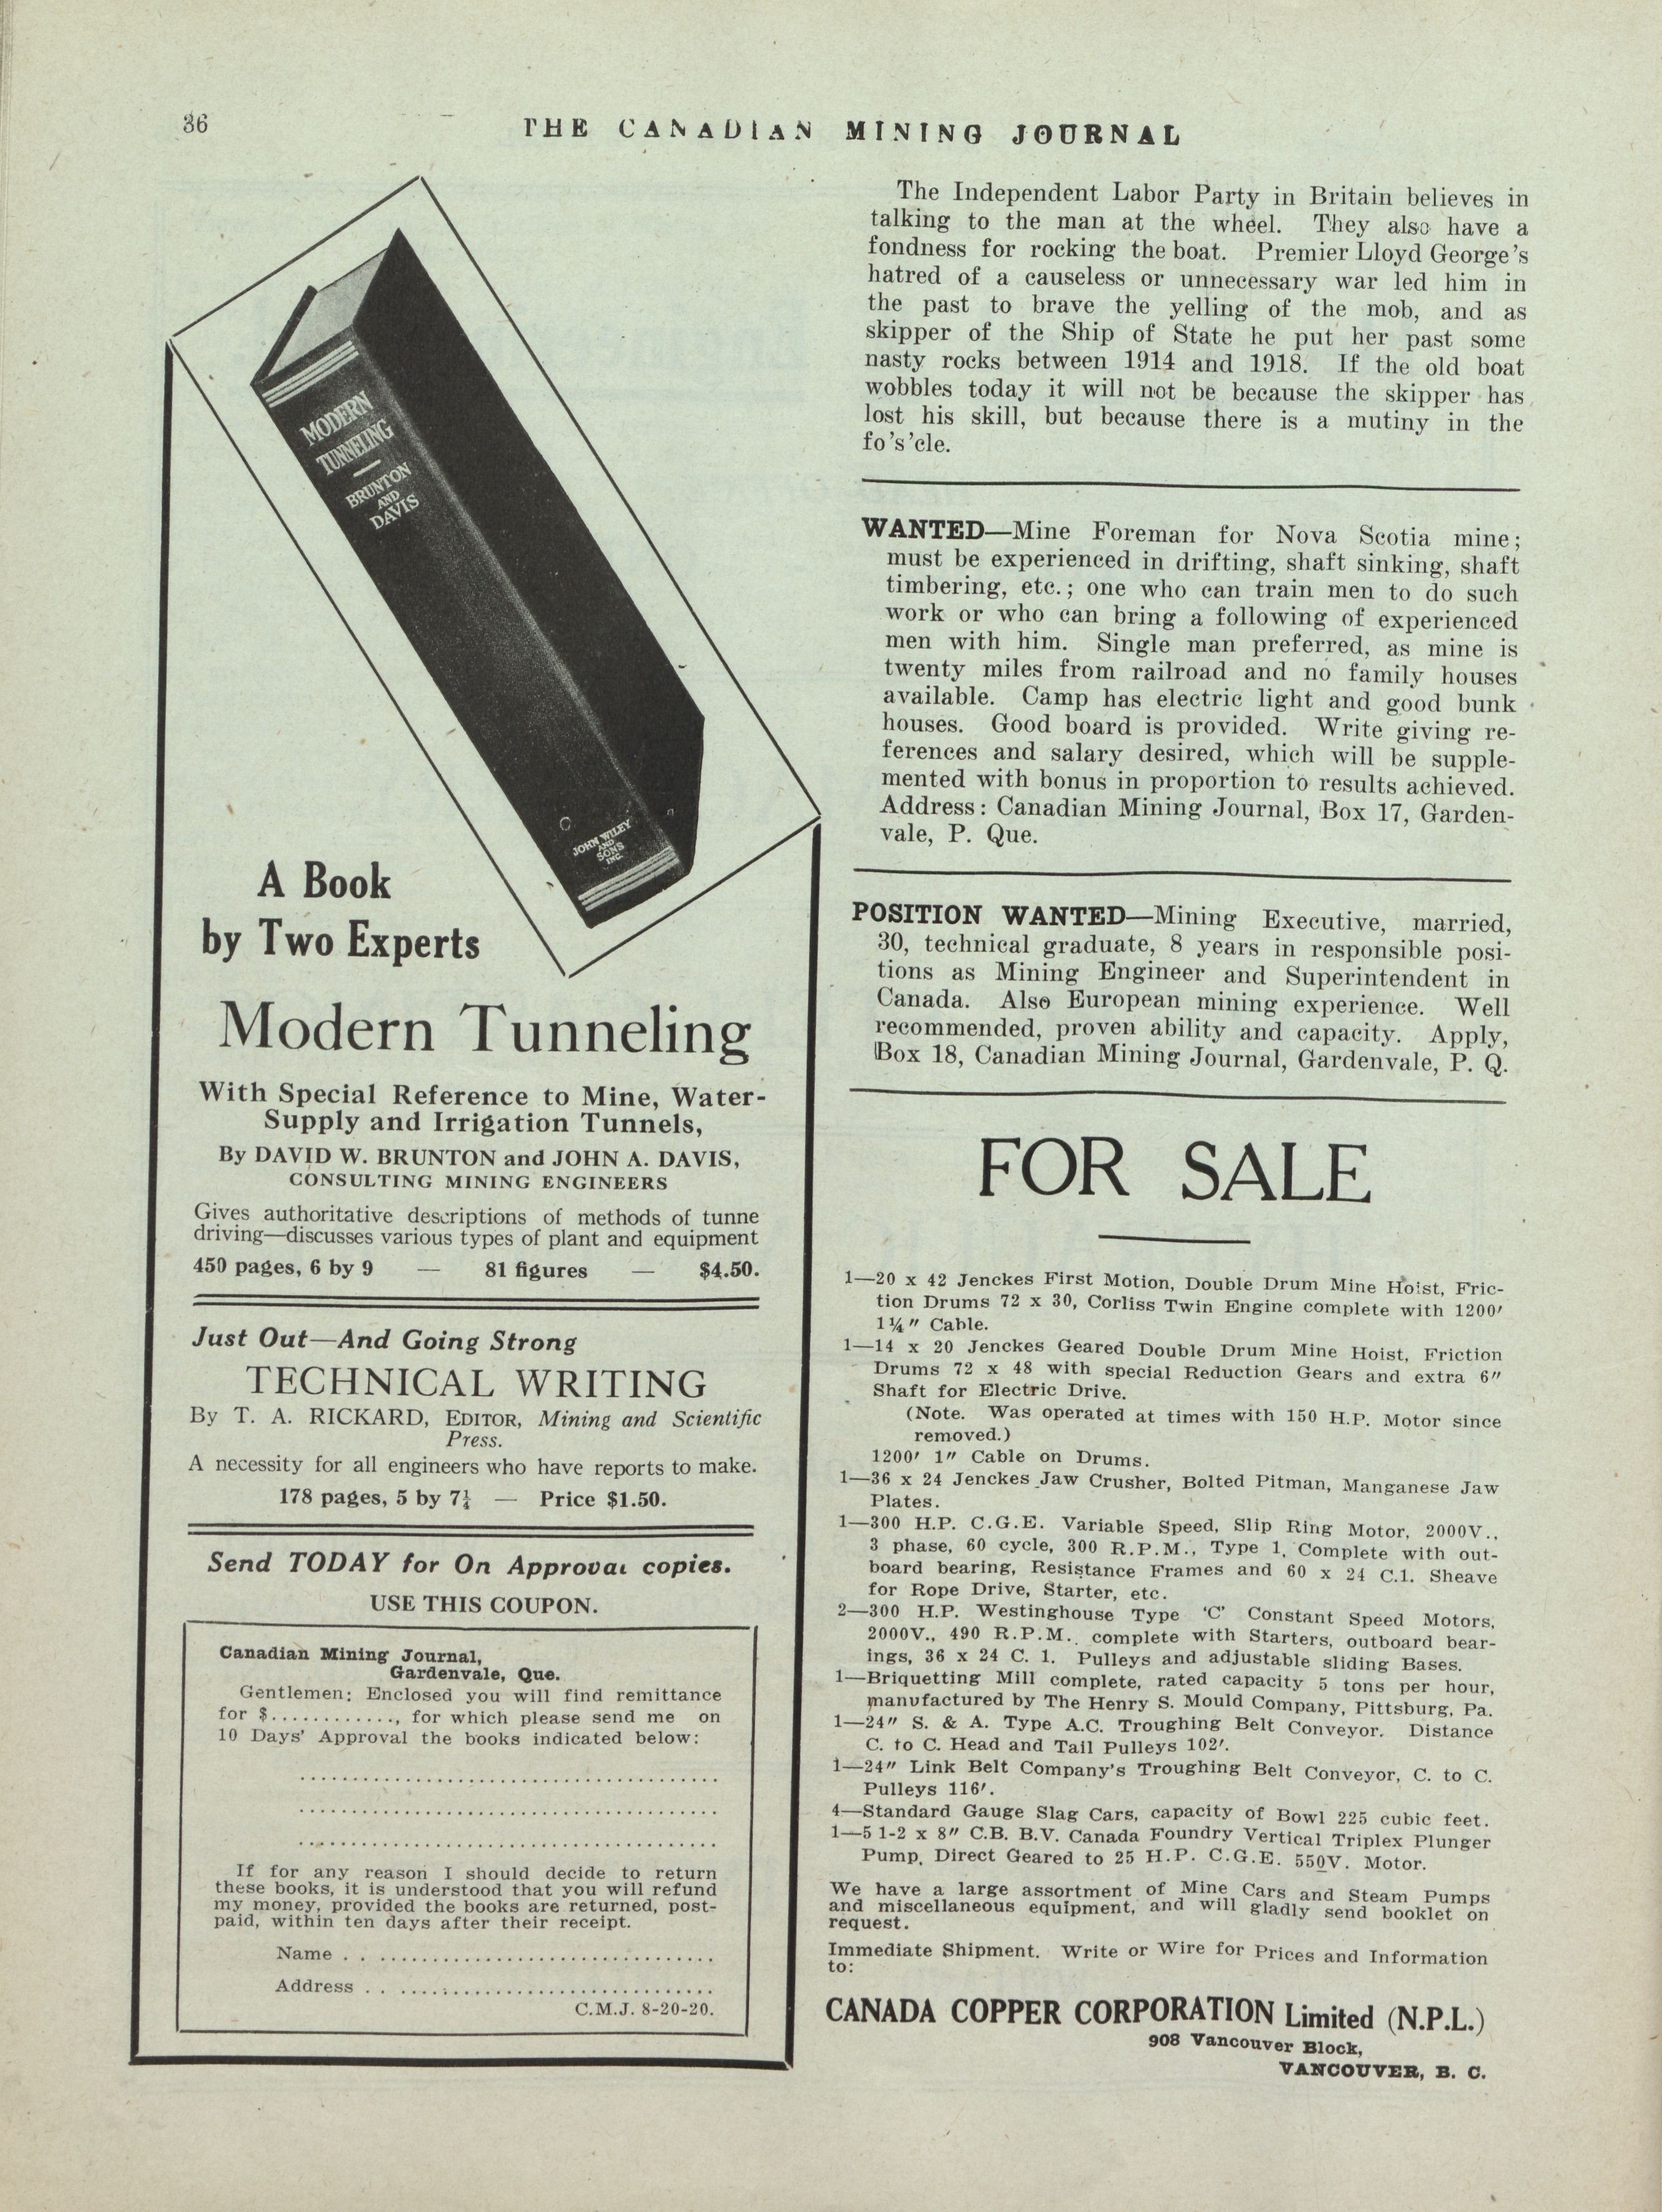 36
THE CANADIAN MINING JOURNAL
MODERN
TUNNELING
BRUNTON
AND
DAVIS
JOHN WILEY
AND
SONS
INC.
A Book
by Two Experts
Modern Tunneling
With Special Reference to Mine, Water-
Supply and Irrigation Tunnels,
By DAVID W. BRUNTON and JOHN A. DAVIS,
CONSULTING MINING ENGINEERS
Gives authoritative descriptions of methods of tunne
driving—discusses various types of plant and equipment
450 pages, 6 by 9 — 81 figures — $4.50.
Just Out—And Going Strong
TECHNICAL WRITING
By T. A. RICKARD, EDITOR, Mining and Scientific
Press.
A necessity for all engineers who have reports to make.
178 pages, 5 by 7¼ — Price $1.50.
Send TODAY for On Approval copies.
USE THIS COUPON.
Canadian Mining Journal,
Gardenvale, Que.
Gentlemen: Enclosed you will find remittance
for $............, for which please send me on
10 Days' Approval the books indicated below:
........................................
........................................
........................................
If for any reason I should decide to return
these books, it is understood that you will refund
my money, provided the books are returned, post-
paid, within ten days after their receipt.
Name . . ................................
Address . . ..............................
C.M.J. 8-20-20.
The Independent Labor Party in Britain believes in
talking to the man at the wheel. They also have a
fondness for rocking the boat. Premier Lloyd George's
hatred of a causeless or unnecessary war led him in
the past to brave the yelling of the mob, and as
skipper of the Ship of State he put her past some
nasty rocks between 1914 and 1918. If the old boat
wobbles today it will not be because the skipper has
lost his skill, but because there is a mutiny in the
fo's'cle.
WANTED—Mine Foreman for Nova Scotia mine;
must be experienced in drifting, shaft sinking, shaft
timbering, etc.; one who can train men to do such
work or who can bring a following of experienced
men with him. Single man preferred, as mine is
twenty miles from railroad and no family houses
available. Camp has electric light and good bunk
houses. Good board is provided. Write giving re-
ferences and salary desired, which will be supple-
mented with bonus in proportion to results achieved.
Address: Canadian Mining Journal, Box 17, Garden-
vale, P. Que.
POSITION WANTED—Mining Executive, married,
30, technical graduate, 8 years in responsible posi-
tions as Mining Engineer and Superintendent in
Canada. Also European mining experience. Well
recommended, proven ability and capacity. Apply,
Box 18, Canadian Mining Journal, Gardenvale, P. Q.
FOR SALE
1—20 x 42 Jenckes First Motion, Double Drum Mine Hoist, Fric-
tion Drums 72 x 30, Corliss Twin Engine complete with 1200′
1¼″ Cable.
1—14 x 20 Jenckes Geared Double Drum Mine Hoist, Friction
Drums 72 x 48 with special Reduction Gears and extra 6″
Shaft for Electric Drive.
(Note. Was operated at times with 150 H.P. Motor since
removed.)
1200′ 1″ Cable on Drums.
1—36 x 24 Jenckes Jaw Crusher, Bolted Pitman, Manganese Jaw
Plates.
1—300 H.P. C.G.E. Variable Speed, Slip Ring Motor, 2000V.,
3 phase, 60 cycle, 300 R.P.M., Type 1, Complete with out-
board bearing, Resistance Frames and 60 x 24 C.1. Sheave
for Rope Drive, Starter, etc.
2—300 H.P. Westinghouse Type 'C' Constant Speed Motors,
2000V., 490 R.P.M., complete with Starters, outboard bear-
ings, 36 x 24 C. 1. Pulleys and adjustable sliding Bases.
1—Briquetting Mill complete, rated capacity 5 tons per hour,
manufactured by The Henry S. Mould Company, Pittsburg, Pa.
1—24″ S. & A. Type A.C. Troughing Belt Conveyor. Distance
C. to C. Head and Tail Pulleys 102′.
1—24″ Link Belt Company's Troughing Belt Conveyor, C. to C.
Pulleys 116′.
4—Standard Gauge Slag Cars, capacity of Bowl 225 cubic feet.
1—5 1-2 x 8″ C.B. B.V. Canada Foundry Vertical Triplex Plunger
Pump, Direct Geared to 25 H.P. C.G.E. 550V. Motor.
We have a large assortment of Mine Cars and Steam Pumps
and miscellaneous equipment, and will gladly send booklet on
request.
Immediate Shipment. Write or Wire for Prices and Information
to:
CANADA COPPER CORPORATION Limited (N.P.L.)
908 Vancouver Block,
VANCOUVER, B. C.